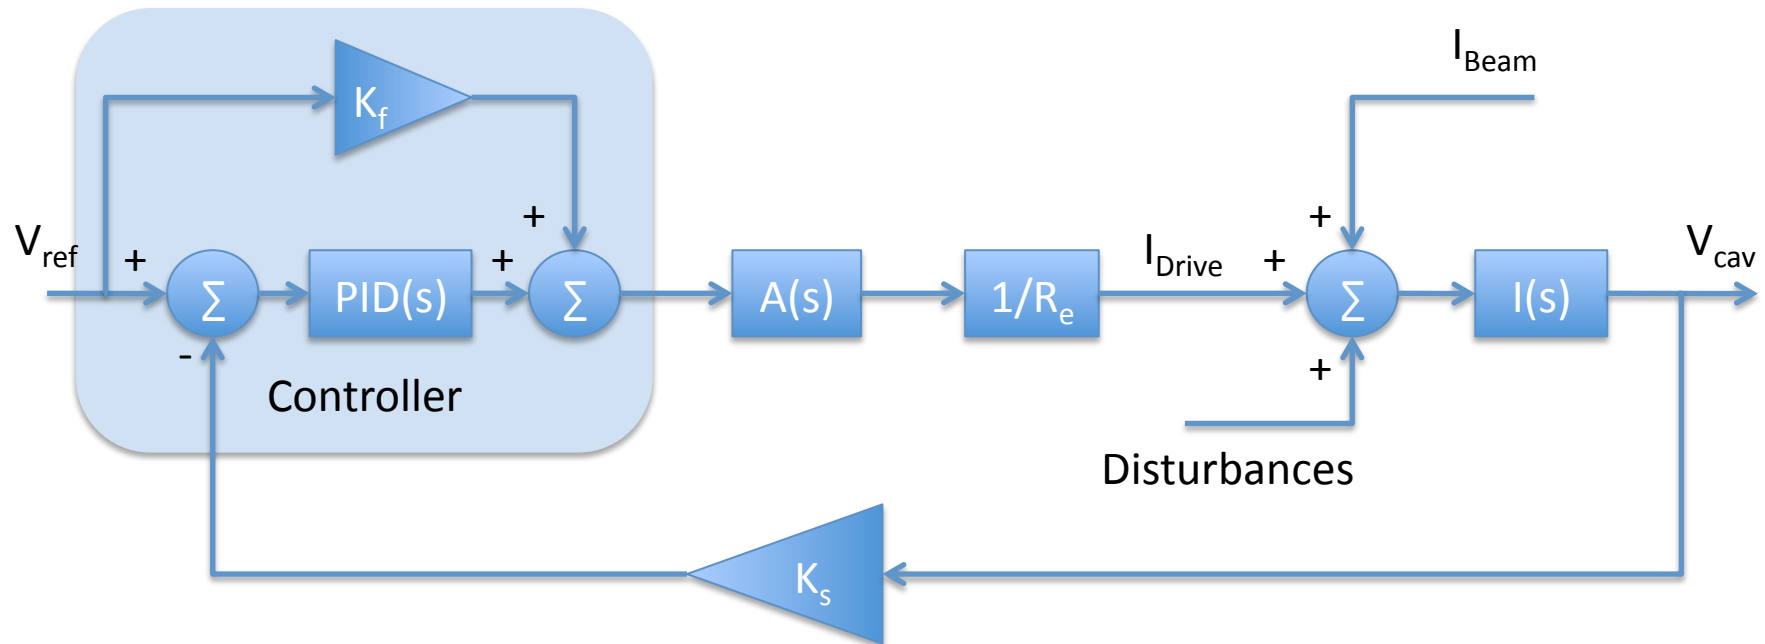 I_Beam
K_f
+
+
V_ref
+
+
I_Drive
+
V_cav
Σ
PID(s)
Σ
A(s)
1/R_e
Σ
I(s)
-
+
Controller
Disturbances
K_s